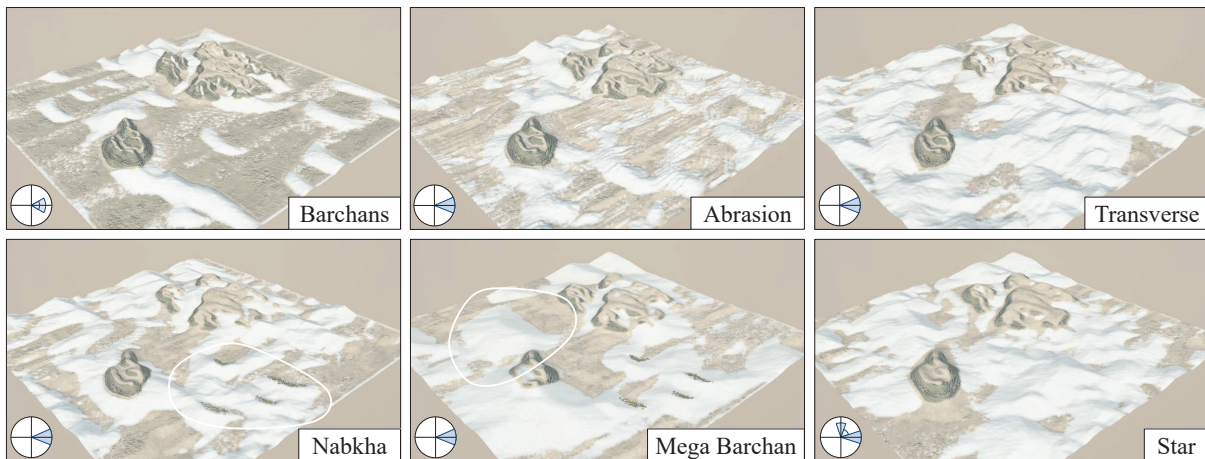 Barchans
Abrasion
Transverse
Nabkha
Mega Barchan
Star